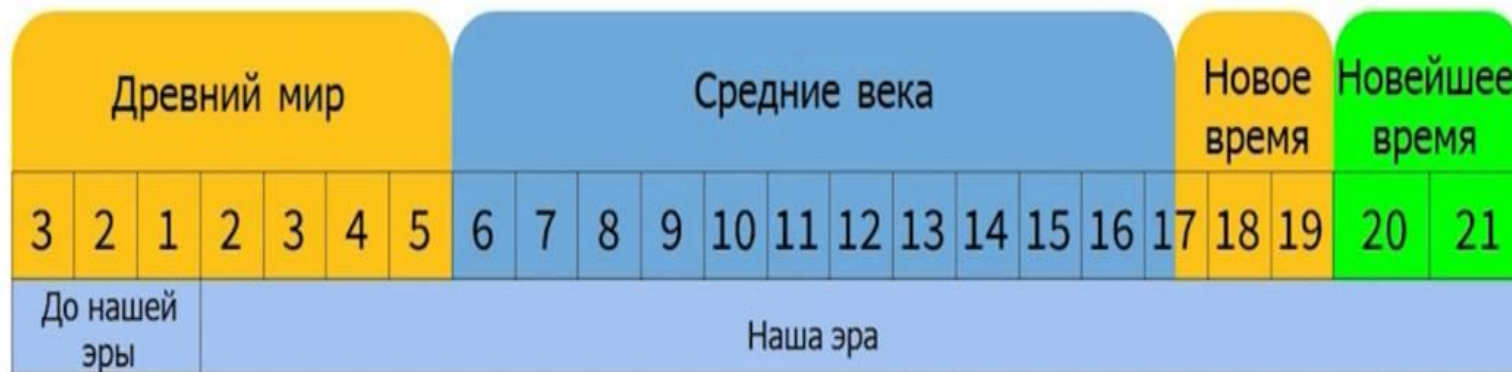 Древний мир
Средние века
Новое время
Новейшее время
3 2 1 2 3 4 5 6 7 8 9 10 11 12 13 14 15 16 17 18 19 20 21
До нашей эры
Наша эра